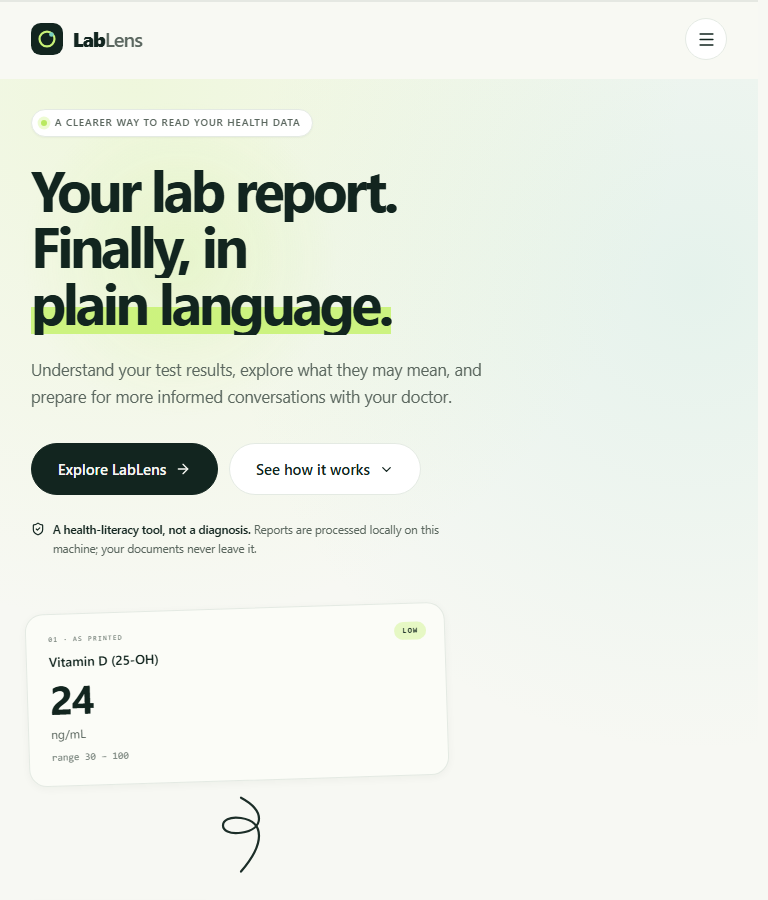 LabLens
A CLEARER WAY TO READ YOUR HEALTH DATA
Your lab report.
Finally, in
plain language.
Understand your test results, explore what they may mean, and
prepare for more informed conversations with your doctor.
Explore LabLens
See how it works
A health-literacy tool, not a diagnosis. Reports are processed locally on this
machine; your documents never leave it.
01 · AS PRINTED
LOW
Vitamin D (25-OH)
24
ng/mL
range 30 – 100